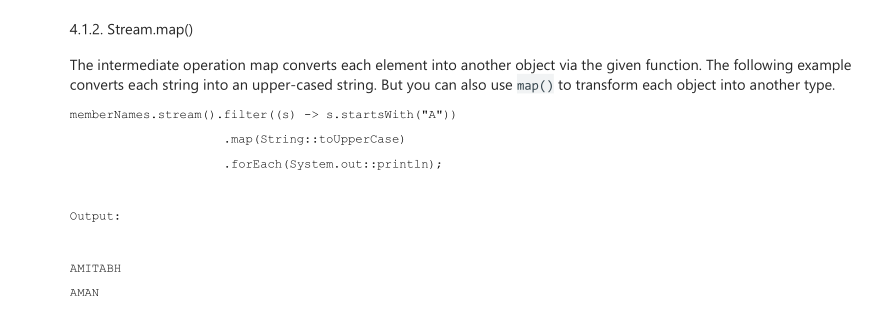 4.1.2. Stream.map()
The intermediate operation map converts each element into another object via the given function. The following example
converts each string into an upper-cased string. But you can also use map() to transform each object into another type.
memberNames.stream().filter((s) -> s.startsWith("A"))
.map(String::toUpperCase)
.forEach(System.out::println);
Output:
AMITABH
AMAN